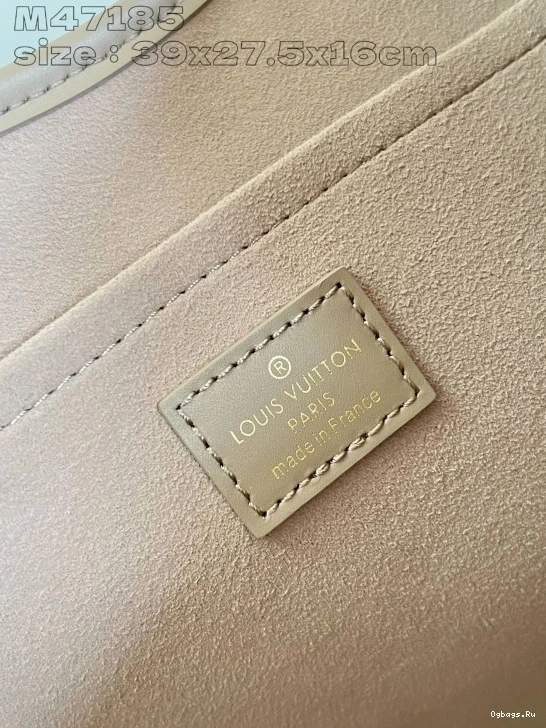 M47185
size : 39x27.5x16cm
®
LOUIS VUITTON
PARIS
made in France
Ogbags.Ru